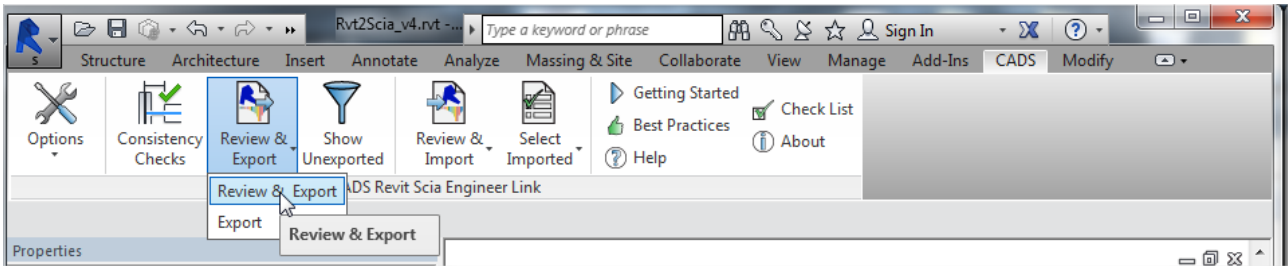 Rvt2Scia_v4.rvt -... Type a keyword or phrase Sign In
S Structure Architecture Insert Annotate Analyze Massing & Site Collaborate View Manage Add-Ins CADS Modify
Options
Consistency
Checks
Review &
Export
Show
Unexported
Review &
Import
Select
Imported
Getting Started
Best Practices
Help
Check List
About
Review & Export
ADS Revit Scia Engineer Link
Export
Review & Export
Properties